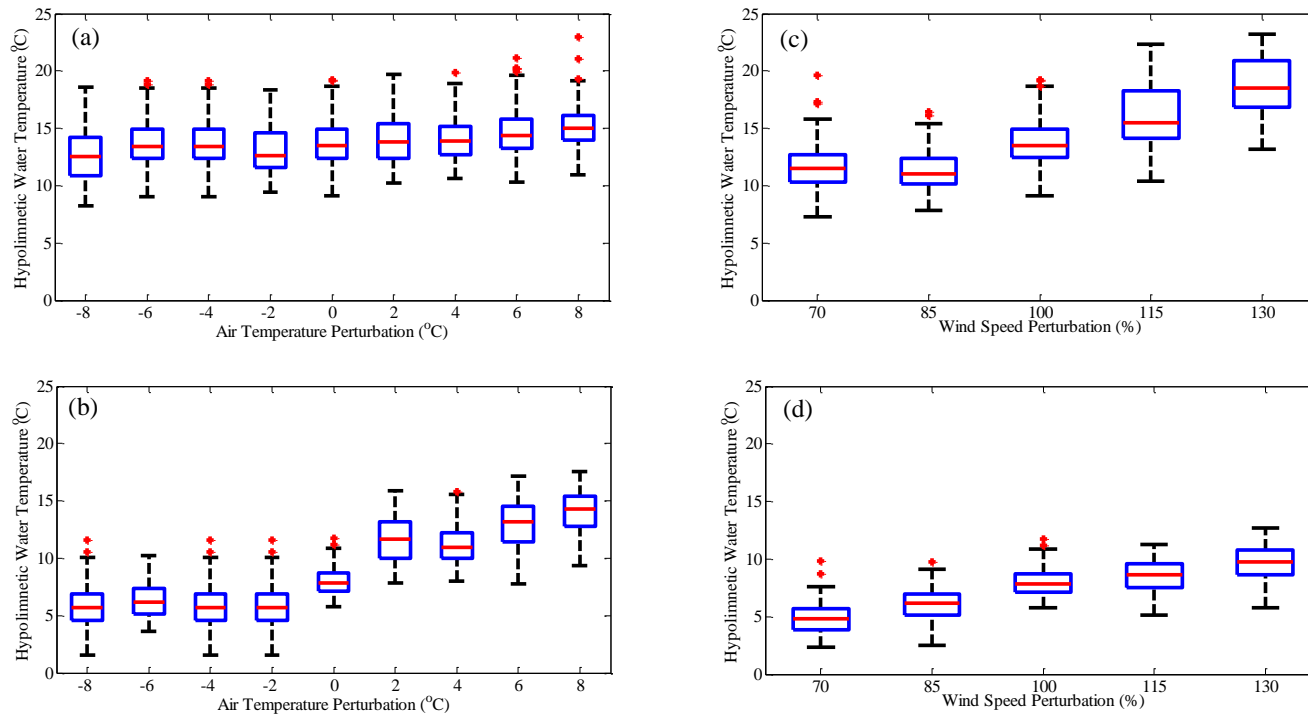 (a)
Hypolimnetic Water Temperature (°C)
25
20
15
10
5
0
-8 -6 -4 -2 0 2 4 6 8
Air Temperature Perturbation (°C)
(c)
Hypolimnetic Water Temperature (°C)
25
20
15
10
5
0
70 85 100 115 130
Wind Speed Perturbation (%)
(b)
Hypolimnetic Water Temperature (°C)
25
20
15
10
5
0
-8 -6 -4 -2 0 2 4 6 8
Air Temperature Perturbation (°C)
(d)
Hypolimnetic Water Temperature (°C)
25
20
15
10
5
0
70 85 100 115 130
Wind Speed Perturbation (%)